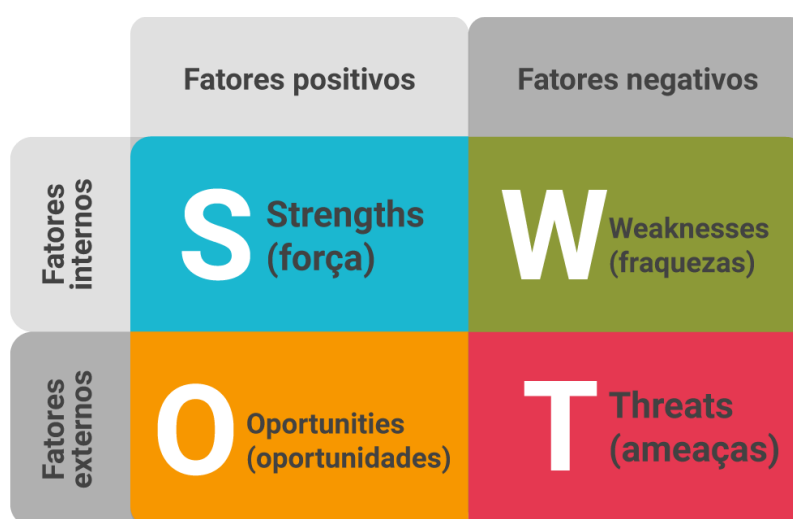 Fatores positivos
Fatores negativos
Fatores
internos
S
Strengths
(força)
W
Weaknesses
(fraquezas)
Fatores
externos
O
Oportunities
(oportunidades)
T
Threats
(ameaças)